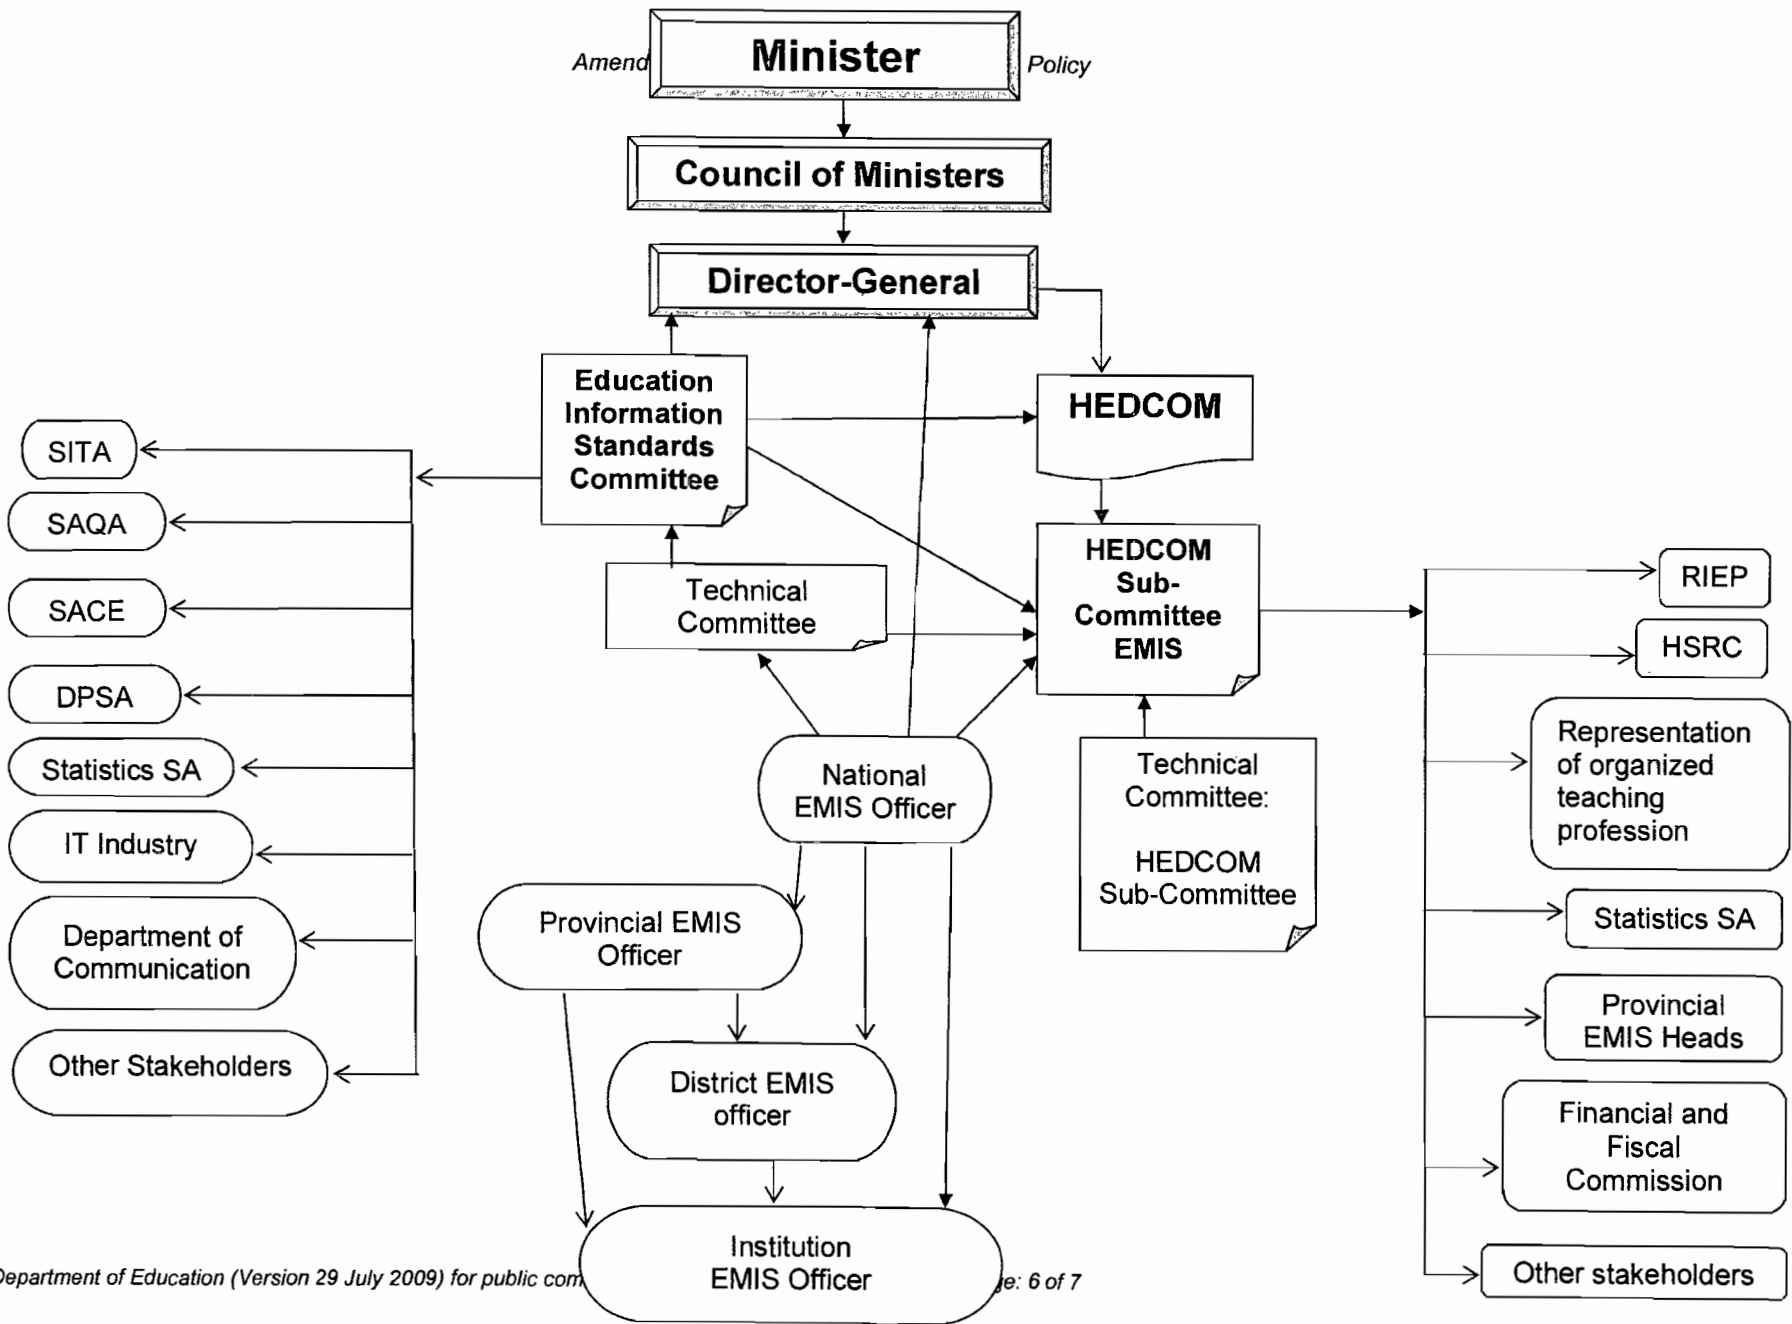 Amend
Minister
Policy
Council of Ministers
Director-General
Education
Information
Standards
Committee
HEDCOM
SITA
SAQA
SACE
DPSA
Statistics SA
IT Industry
Department of
Communication
Other Stakeholders
Technical
Committee
HEDCOM
Sub-
Committee
EMIS
National
EMIS Officer
Technical
Committee:
HEDCOM
Sub-Committee
Provincial EMIS
Officer
District EMIS
officer
Institution
EMIS Officer
RIEP
HSRC
Representation
of organized
teaching
profession
Statistics SA
Provincial
EMIS Heads
Financial and
Fiscal
Commission
Other stakeholders
Department of Education (Version 29 July 2009) for public com
e: 6 of 7